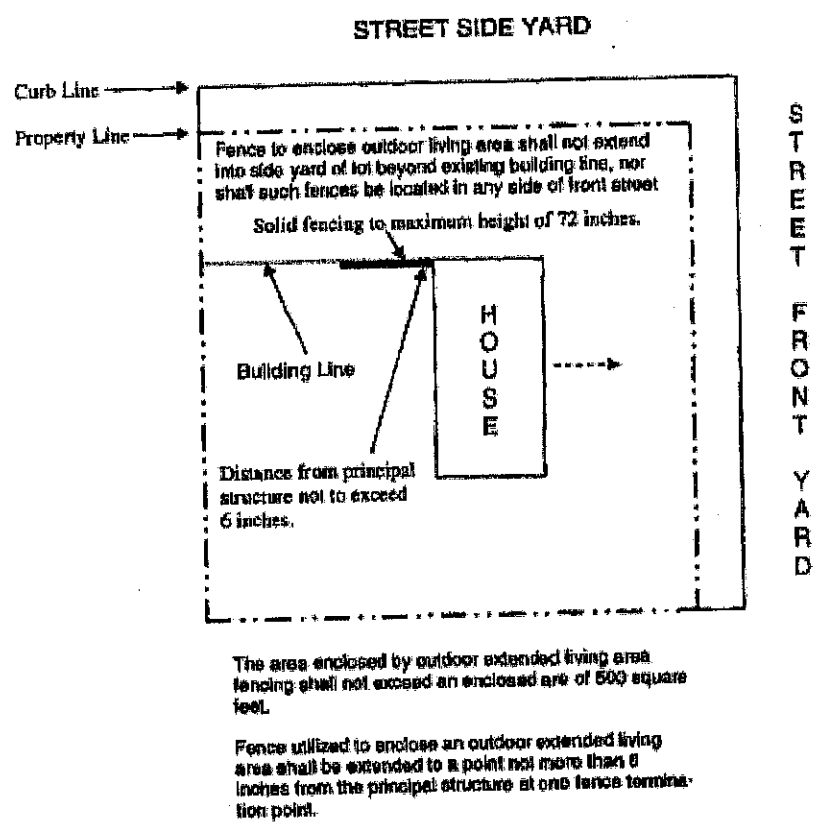 STREET SIDE YARD
Curb Line
Property Line
Fence to enclose outdoor living area shall not extend
into side yard of lot beyond existing building line, nor
shall such fences be located in any side of front street
Solid fencing to maximum height of 72 inches.
Building Line
HOUSE
Distance from principal
structure not to exceed
6 inches.
STREET FRONT YARD
The area enclosed by outdoor extended living area
fencing shall not exceed an enclosed are of 500 square
feet.
Fence utilized to enclose an outdoor extended living
area shall be extended to a point not more than 6
inches from the principal structure at one fence termina-
tion point.